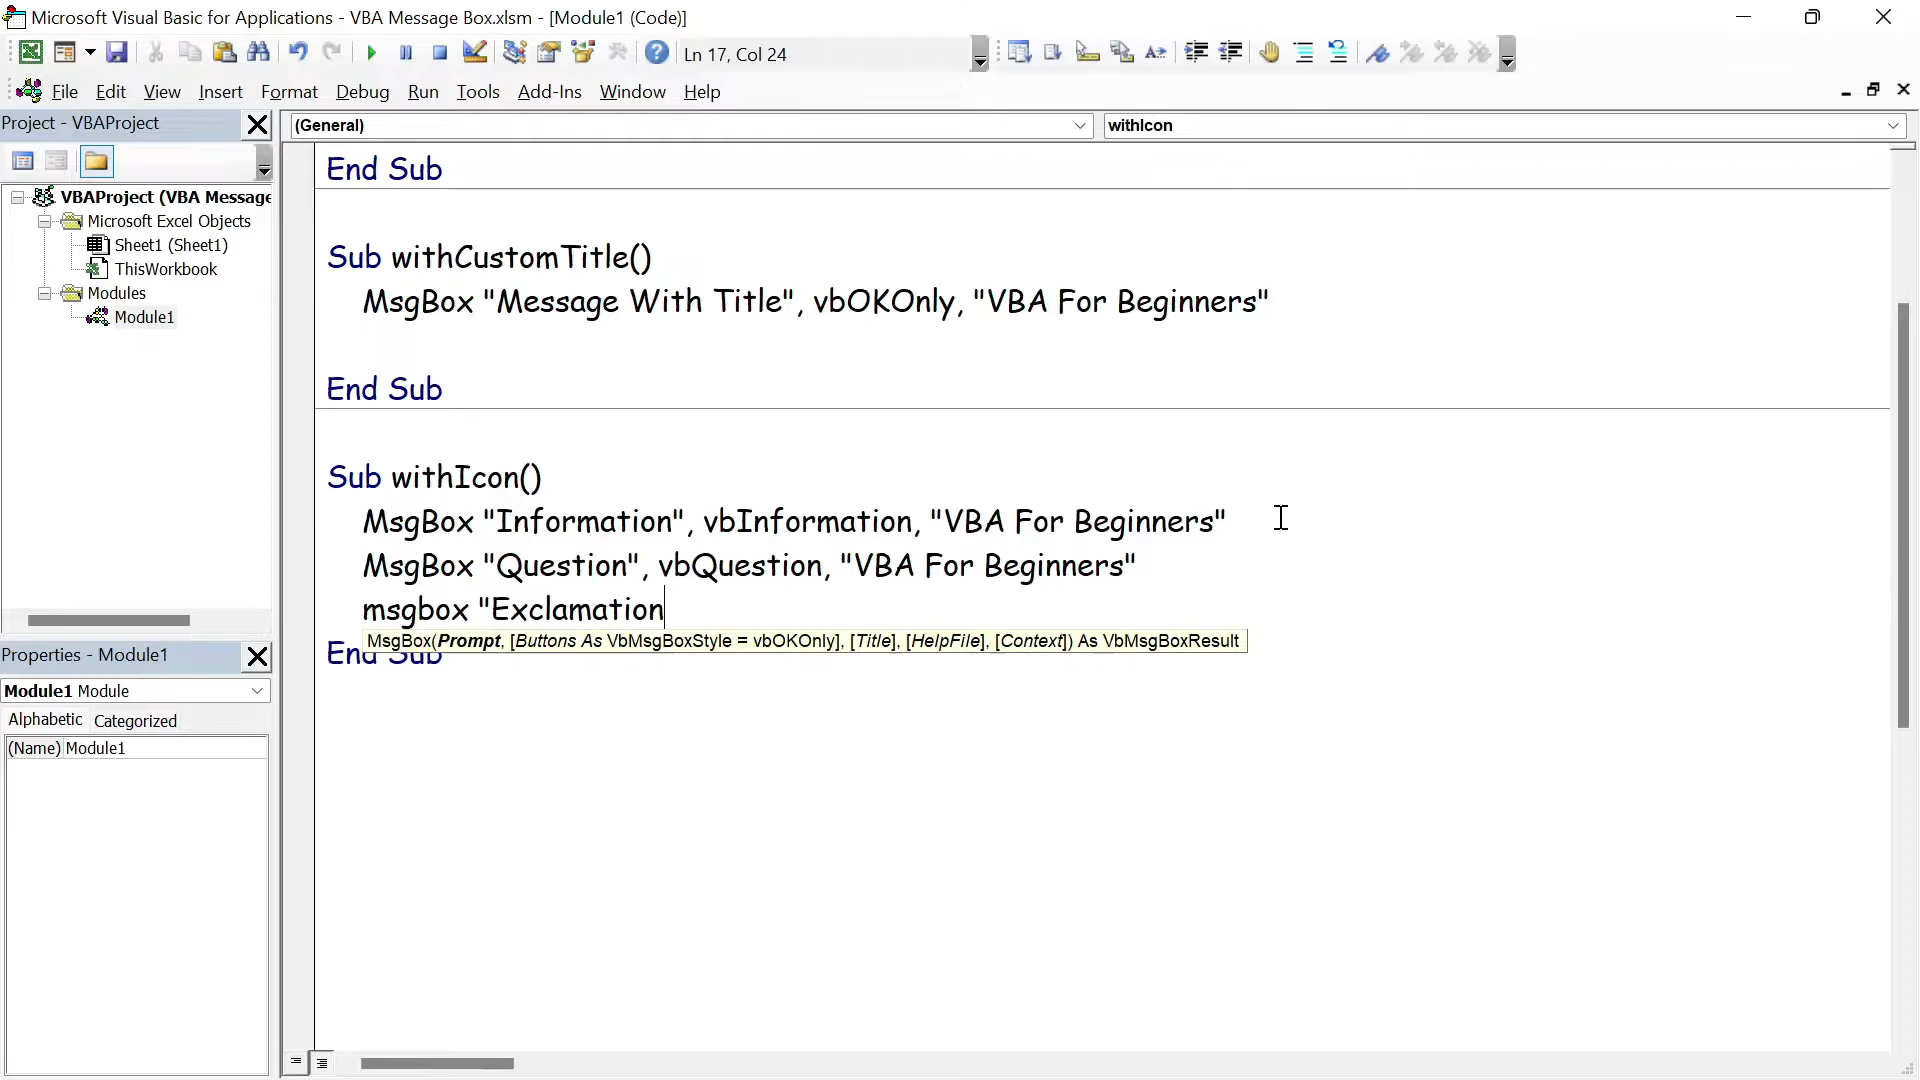 Microsoft Visual Basic for Applications - VBA Message Box.xlsm - [Module1 (Code)]
Ln 17, Col 24
File Edit View Insert Format Debug Run Tools Add-Ins Window Help
Project - VBAProject
(General)
withIcon
VBAProject (VBA Message
Microsoft Excel Objects
Sheet1 (Sheet1)
ThisWorkbook
Modules
Module1
End Sub
Sub withCustomTitle()
MsgBox "Message With Title", vbOKOnly, "VBA For Beginners"
End Sub
Sub withIcon()
MsgBox "Information", vbInformation, "VBA For Beginners"
MsgBox "Question", vbQuestion, "VBA For Beginners"
msgbox "Exclamation
MsgBox(Prompt, [Buttons As VbMsgBoxStyle = vbOKOnly], [Title], [HelpFile], [Context]) As VbMsgBoxResult
End Sub
Properties - Module1
Module1 Module
Alphabetic Categorized
(Name) Module1